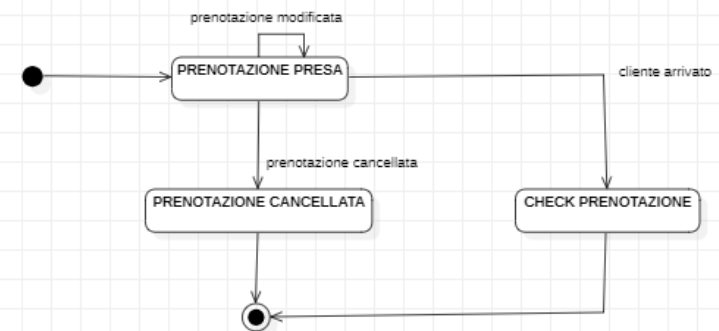 prenotazione modificata
PRENOTAZIONE PRESA
cliente arrivato
prenotazione cancellata
PRENOTAZIONE CANCELLATA
CHECK PRENOTAZIONE